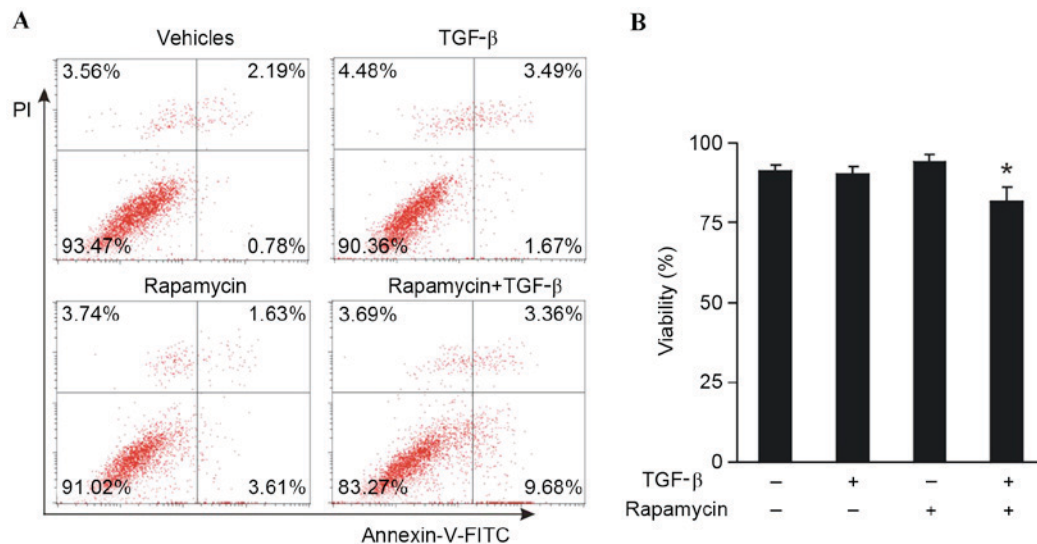 A
Vehicles
TGF-β
3.56% 2.19%
4.48% 3.49%
PI
93.47% 0.78%
90.36% 1.67%
Rapamycin
Rapamycin+TGF-β
3.74% 1.63%
3.69% 3.36%
91.02% 3.61%
83.27% 9.68%
Annexin-V-FITC
B
Viability (%)
100
75
50
25
0
*
TGF-β – + – +
Rapamycin – – + +